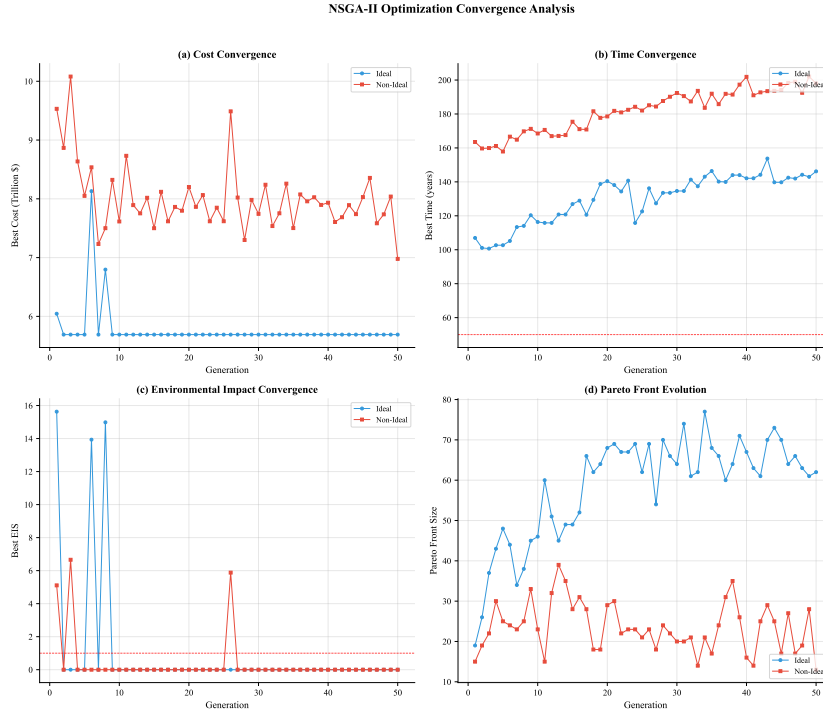 NSGA-II Optimization Convergence Analysis
(a) Cost Convergence
Ideal
Non-Ideal
10
9
8
7
6
Best Cost (Trillion $)
0 10 20 30 40 50
Generation
(b) Time Convergence
Ideal
Non-Ideal
200
180
160
140
120
100
80
60
Best Time (years)
0 10 20 30 40 50
Generation
(c) Environmental Impact Convergence
Ideal
Non-Ideal
16
14
12
10
8
6
4
2
0
Best EIS
0 10 20 30 40 50
Generation
(d) Pareto Front Evolution
80
70
60
50
40
30
20
10
Pareto Front Size
Ideal
Non-Idea
0 10 20 30 40 50
Generation